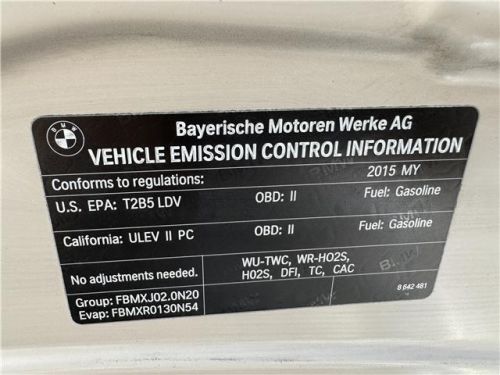 BMW
Bayerische Motoren Werke AG
VEHICLE EMISSION CONTROL INFORMATION
Conforms to regulations: 2015 MY
U.S. EPA: T2B5 LDV OBD: II Fuel: Gasoline
California: ULEV II PC OBD: II Fuel: Gasoline
No adjustments needed. WU-TWC, WR-HO2S,
HO2S, DFI, TC, CAC
Group: FBMXJ02.0N20
Evap: FBMXR0130N54 8 642 481